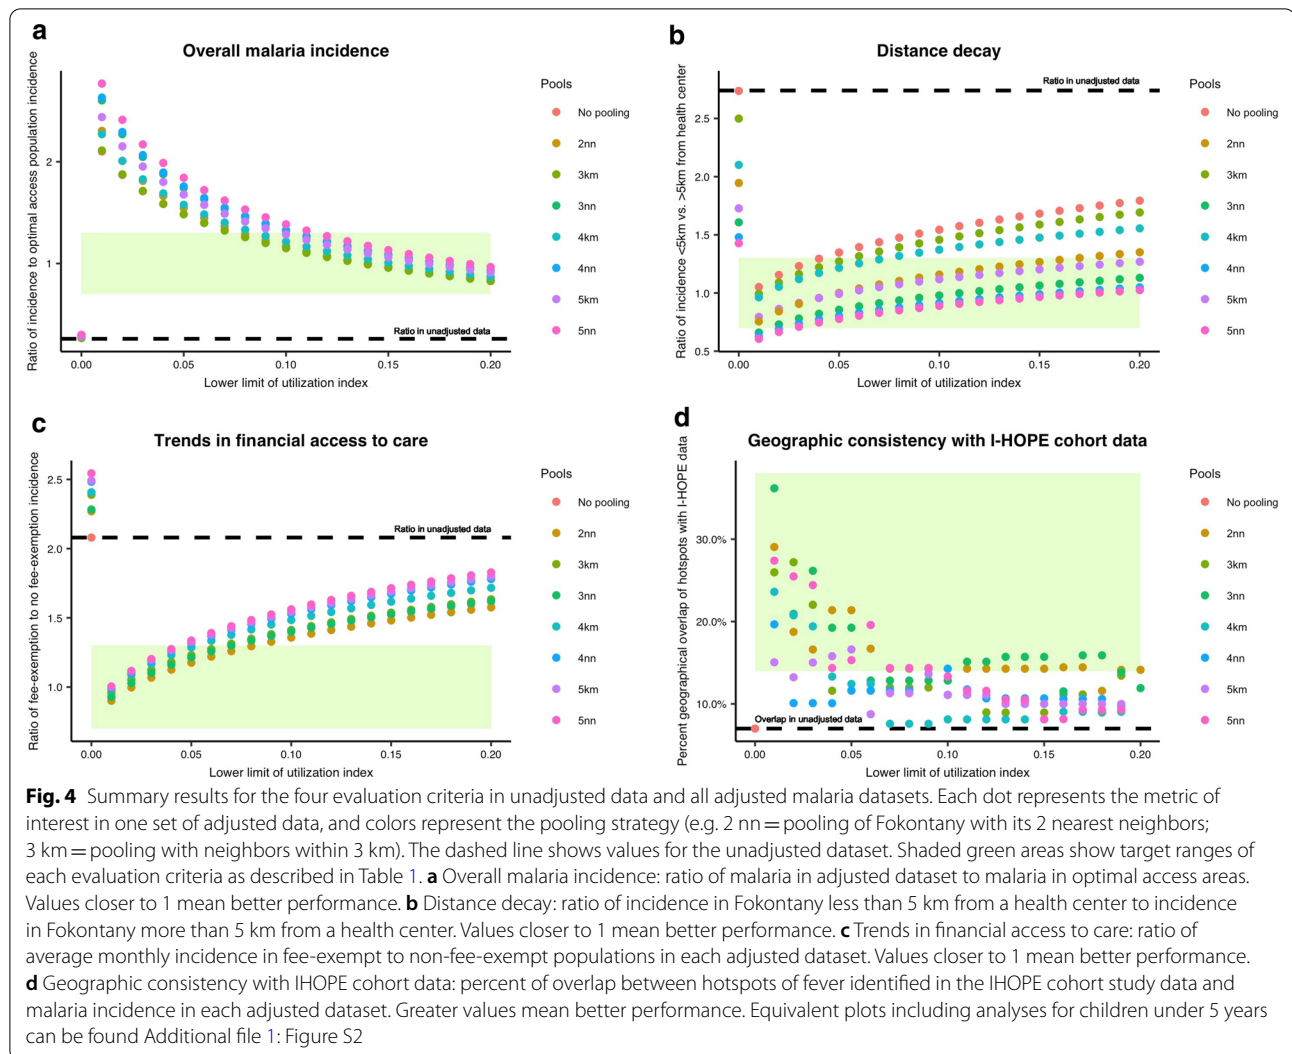 a
Overall malaria incidence
Ratio of incidence to optimal access population incidence
2
1
Ratio in unadjusted data
0.00 0.05 0.10 0.15 0.20
Lower limit of utilization index
Pools
No pooling
2nn
3km
3nn
4km
4nn
5km
5nn
b
Distance decay
Ratio of incidence <5km vs. >5km from health center
Ratio in unadjusted data
2.5
2.0
1.5
1.0
0.5
0.00 0.05 0.10 0.15 0.20
Lower limit of utilization index
Pools
No pooling
2nn
3km
3nn
4km
4nn
5km
5nn
c
Trends in financial access to care
Ratio of fee-exemption to no fee-exemption incidence
2.5
Ratio in unadjusted data
2.0
1.5
1.0
0.00 0.05 0.10 0.15 0.20
Lower limit of utilization index
Pools
No pooling
2nn
3km
3nn
4km
4nn
5km
5nn
d
Geographic consistency with I-HOPE cohort data
Percent geographical overlap of hotspots with I-HOPE data
30.0%
20.0%
10.0%
Overlap in unadjusted data
0.00 0.05 0.10 0.15 0.20
Lower limit of utilization index
Pools
No pooling
2nn
3km
3nn
4km
4nn
5km
5nn
Fig. 4 Summary results for the four evaluation criteria in unadjusted data and all adjusted malaria datasets. Each dot represents the metric of
interest in one set of adjusted data, and colors represent the pooling strategy (e.g. 2 nn = pooling of Fokontany with its 2 nearest neighbors;
3 km = pooling with neighbors within 3 km). The dashed line shows values for the unadjusted dataset. Shaded green areas show target ranges of
each evaluation criteria as described in Table 1. a Overall malaria incidence: ratio of malaria in adjusted dataset to malaria in optimal access areas.
Values closer to 1 mean better performance. b Distance decay: ratio of incidence in Fokontany less than 5 km from a health center to incidence
in Fokontany more than 5 km from a health center. Values closer to 1 mean better performance. c Trends in financial access to care: ratio of
average monthly incidence in fee-exempt to non-fee-exempt populations in each adjusted dataset. Values closer to 1 mean better performance.
d Geographic consistency with IHOPE cohort data: percent of overlap between hotspots of fever identified in the IHOPE cohort study data and
malaria incidence in each adjusted dataset. Greater values mean better performance. Equivalent plots including analyses for children under 5 years
can be found Additional file 1: Figure S2